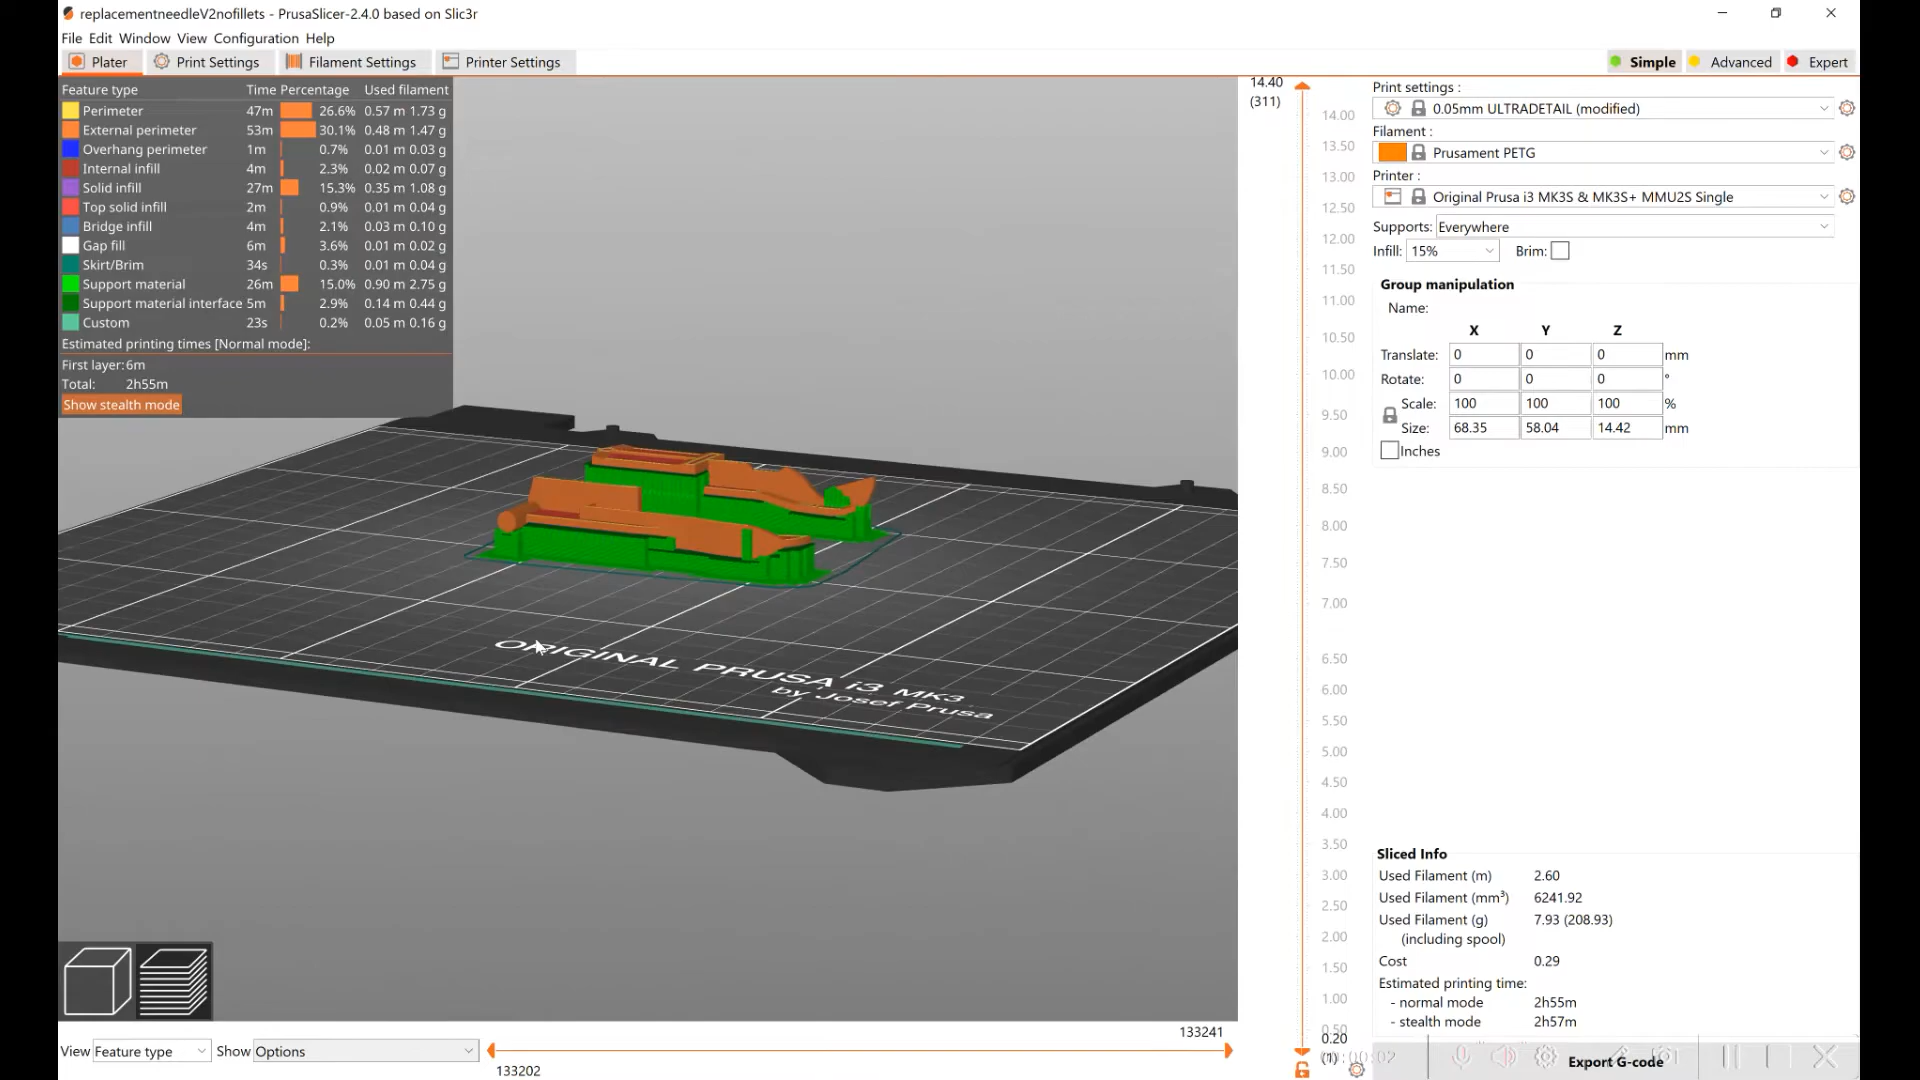 replacementneedleV2nofillets - PrusaSlicer-2.4.0 based on Slic3r
File Edit Window View Configuration Help
Plater Print Settings Filament Settings Printer Settings Simple Advanced Expert
Feature type Time Percentage Used filament
Perimeter 47m 26.6% 0.57 m 1.73 g
External perimeter 53m 30.1% 0.48 m 1.47 g
Overhang perimeter 1m 0.7% 0.01 m 0.03 g
Internal infill 4m 2.3% 0.02 m 0.07 g
Solid infill 27m 15.3% 0.35 m 1.08 g
Top solid infill 2m 0.9% 0.01 m 0.04 g
Bridge infill 4m 2.1% 0.03 m 0.10 g
Gap fill 6m 3.6% 0.01 m 0.02 g
Skirt/Brim 34s 0.3% 0.01 m 0.04 g
Support material 26m 15.0% 0.90 m 2.75 g
Support material interface 5m 2.9% 0.14 m 0.44 g
Custom 23s 0.2% 0.05 m 0.16 g
Estimated printing times [Normal mode]:
First layer: 6m
Total: 2h55m
Show stealth mode
ORIGINAL PRUSA i3 MK3
by Josef Prusa
View Feature type Show Options
133241
133202
14.40
(311)
14.00
13.50
13.00
12.50
12.00
11.50
11.00
10.50
10.00
9.50
9.00
8.50
8.00
7.50
7.00
6.50
6.00
5.50
5.00
4.50
4.00
3.50
3.00
2.50
2.00
1.50
1.00
0.50
0.20
(1)
Print settings :
0.05mm ULTRADETAIL (modified)
Filament :
Prusament PETG
Printer :
Original Prusa i3 MK3S & MK3S+ MMU2S Single
Supports: Everywhere
Infill: 15% Brim:
Group manipulation
Name:
X Y Z
Translate: 0 0 0 mm
Rotate: 0 0 0 °
Scale: 100 100 100 %
Size: 68.35 58.04 14.42 mm
Inches
Sliced Info
Used Filament (m) 2.60
Used Filament (mm³) 6241.92
Used Filament (g) 7.93 (208.93)
(including spool)
Cost 0.29
Estimated printing time:
- normal mode 2h55m
- stealth mode 2h57m
Export G-code